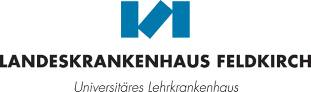 LANDESKRANKENHAUS FELDKIRCH
Universitäres Lehrkrankenhaus